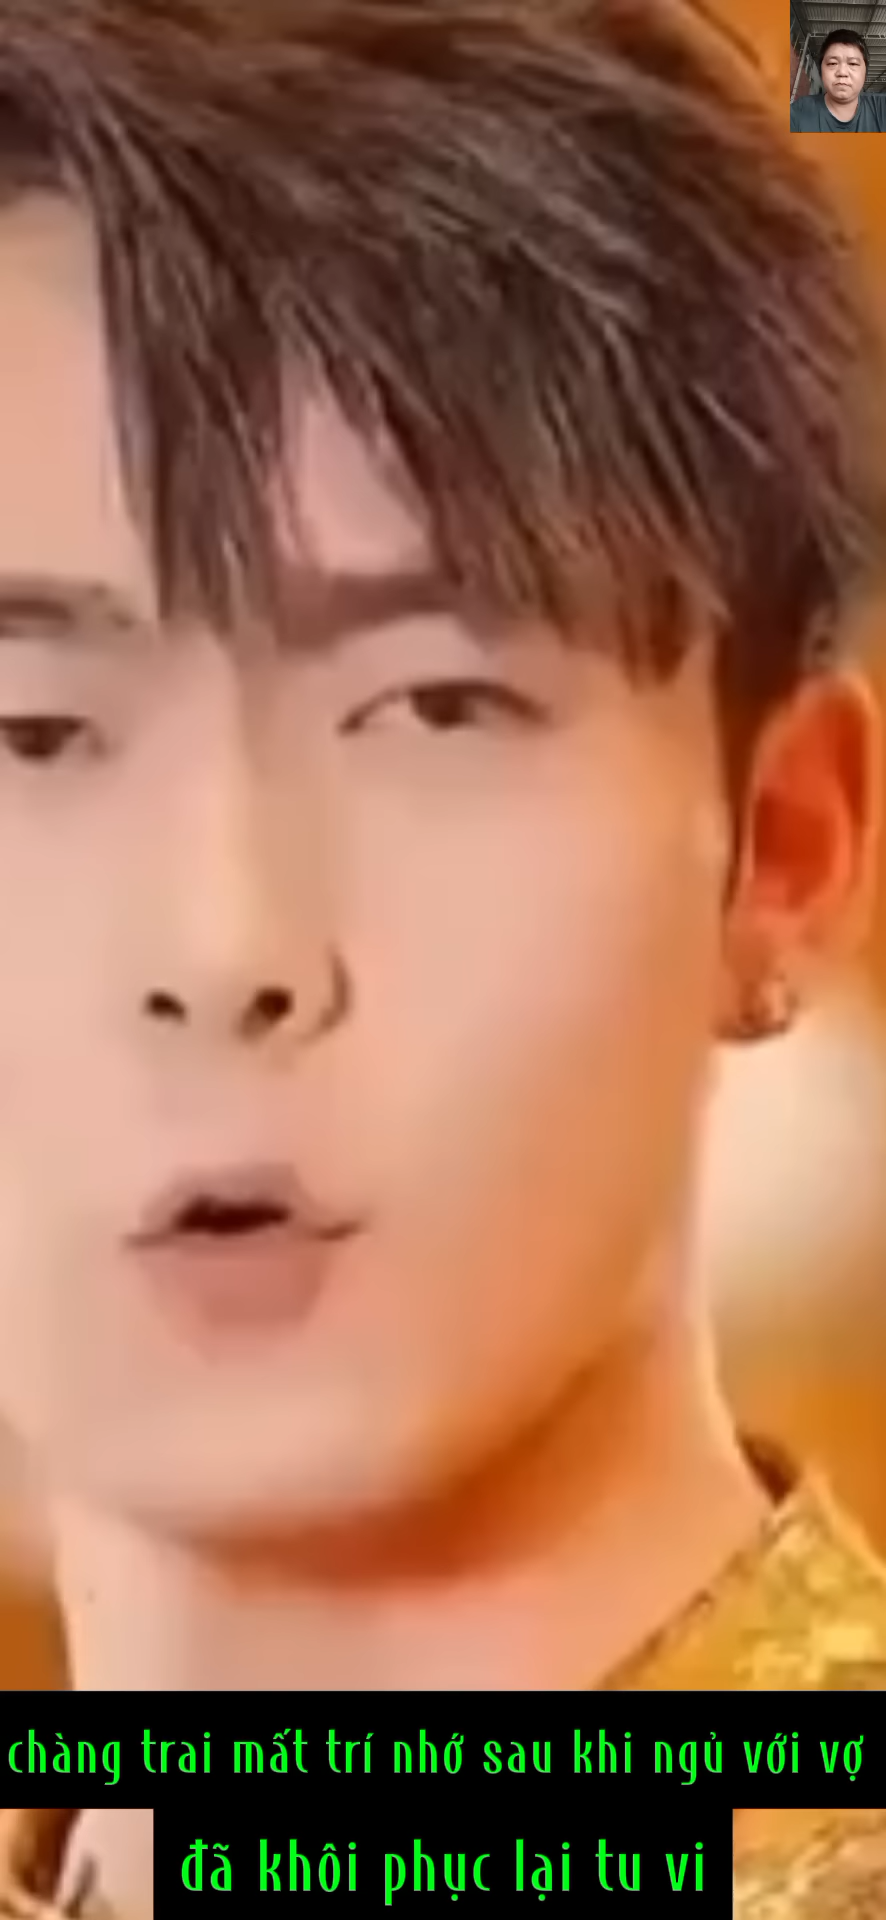 chàng trai mất trí nhớ sau khi ngủ với vợ
đã khôi phục lại tu vi